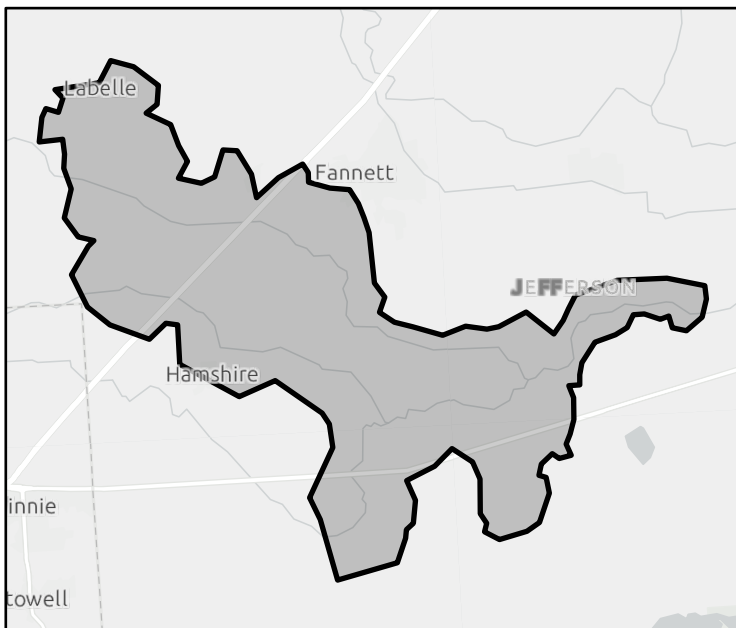 Labelle
Fannett
JEFFERSON
Hamshire
innie
towell